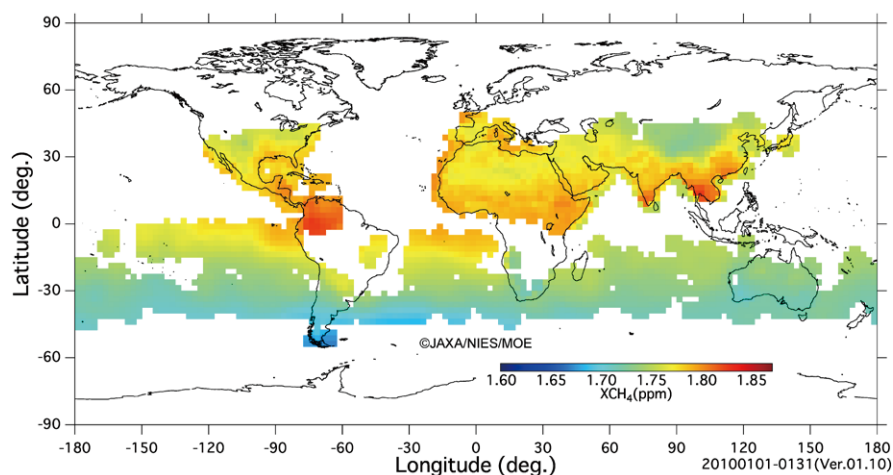 90
60
30
0
-30
-60
-90
Latitude (deg.)
©JAXA/NIES/MOE
1.60 1.65 1.70 1.75 1.80 1.85
XCH₄(ppm)
-180 -150 -120 -90 -60 -30 0 30 60 90 120 150 180
Longitude (deg.)
20100101-0131(Ver.01.10)